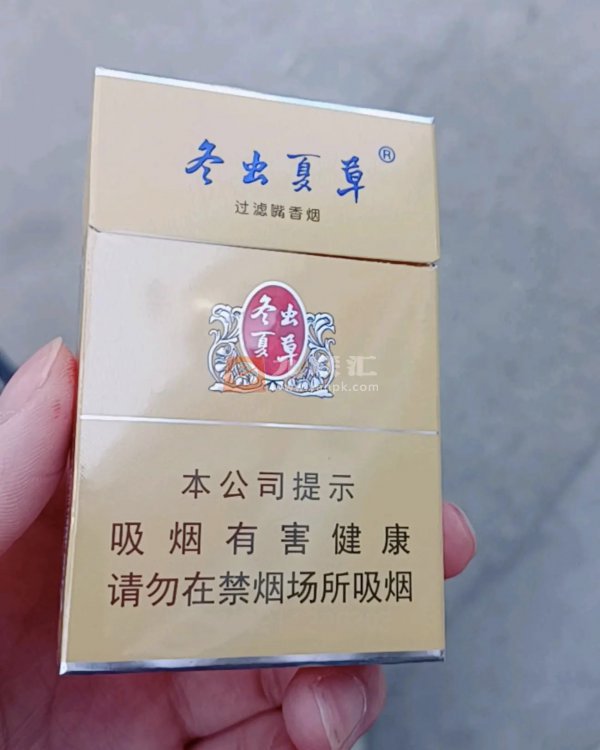 冬虫夏草®
过滤嘴香烟
冬虫
夏草
本公司提示
吸烟有害健康
请勿在禁烟场所吸烟